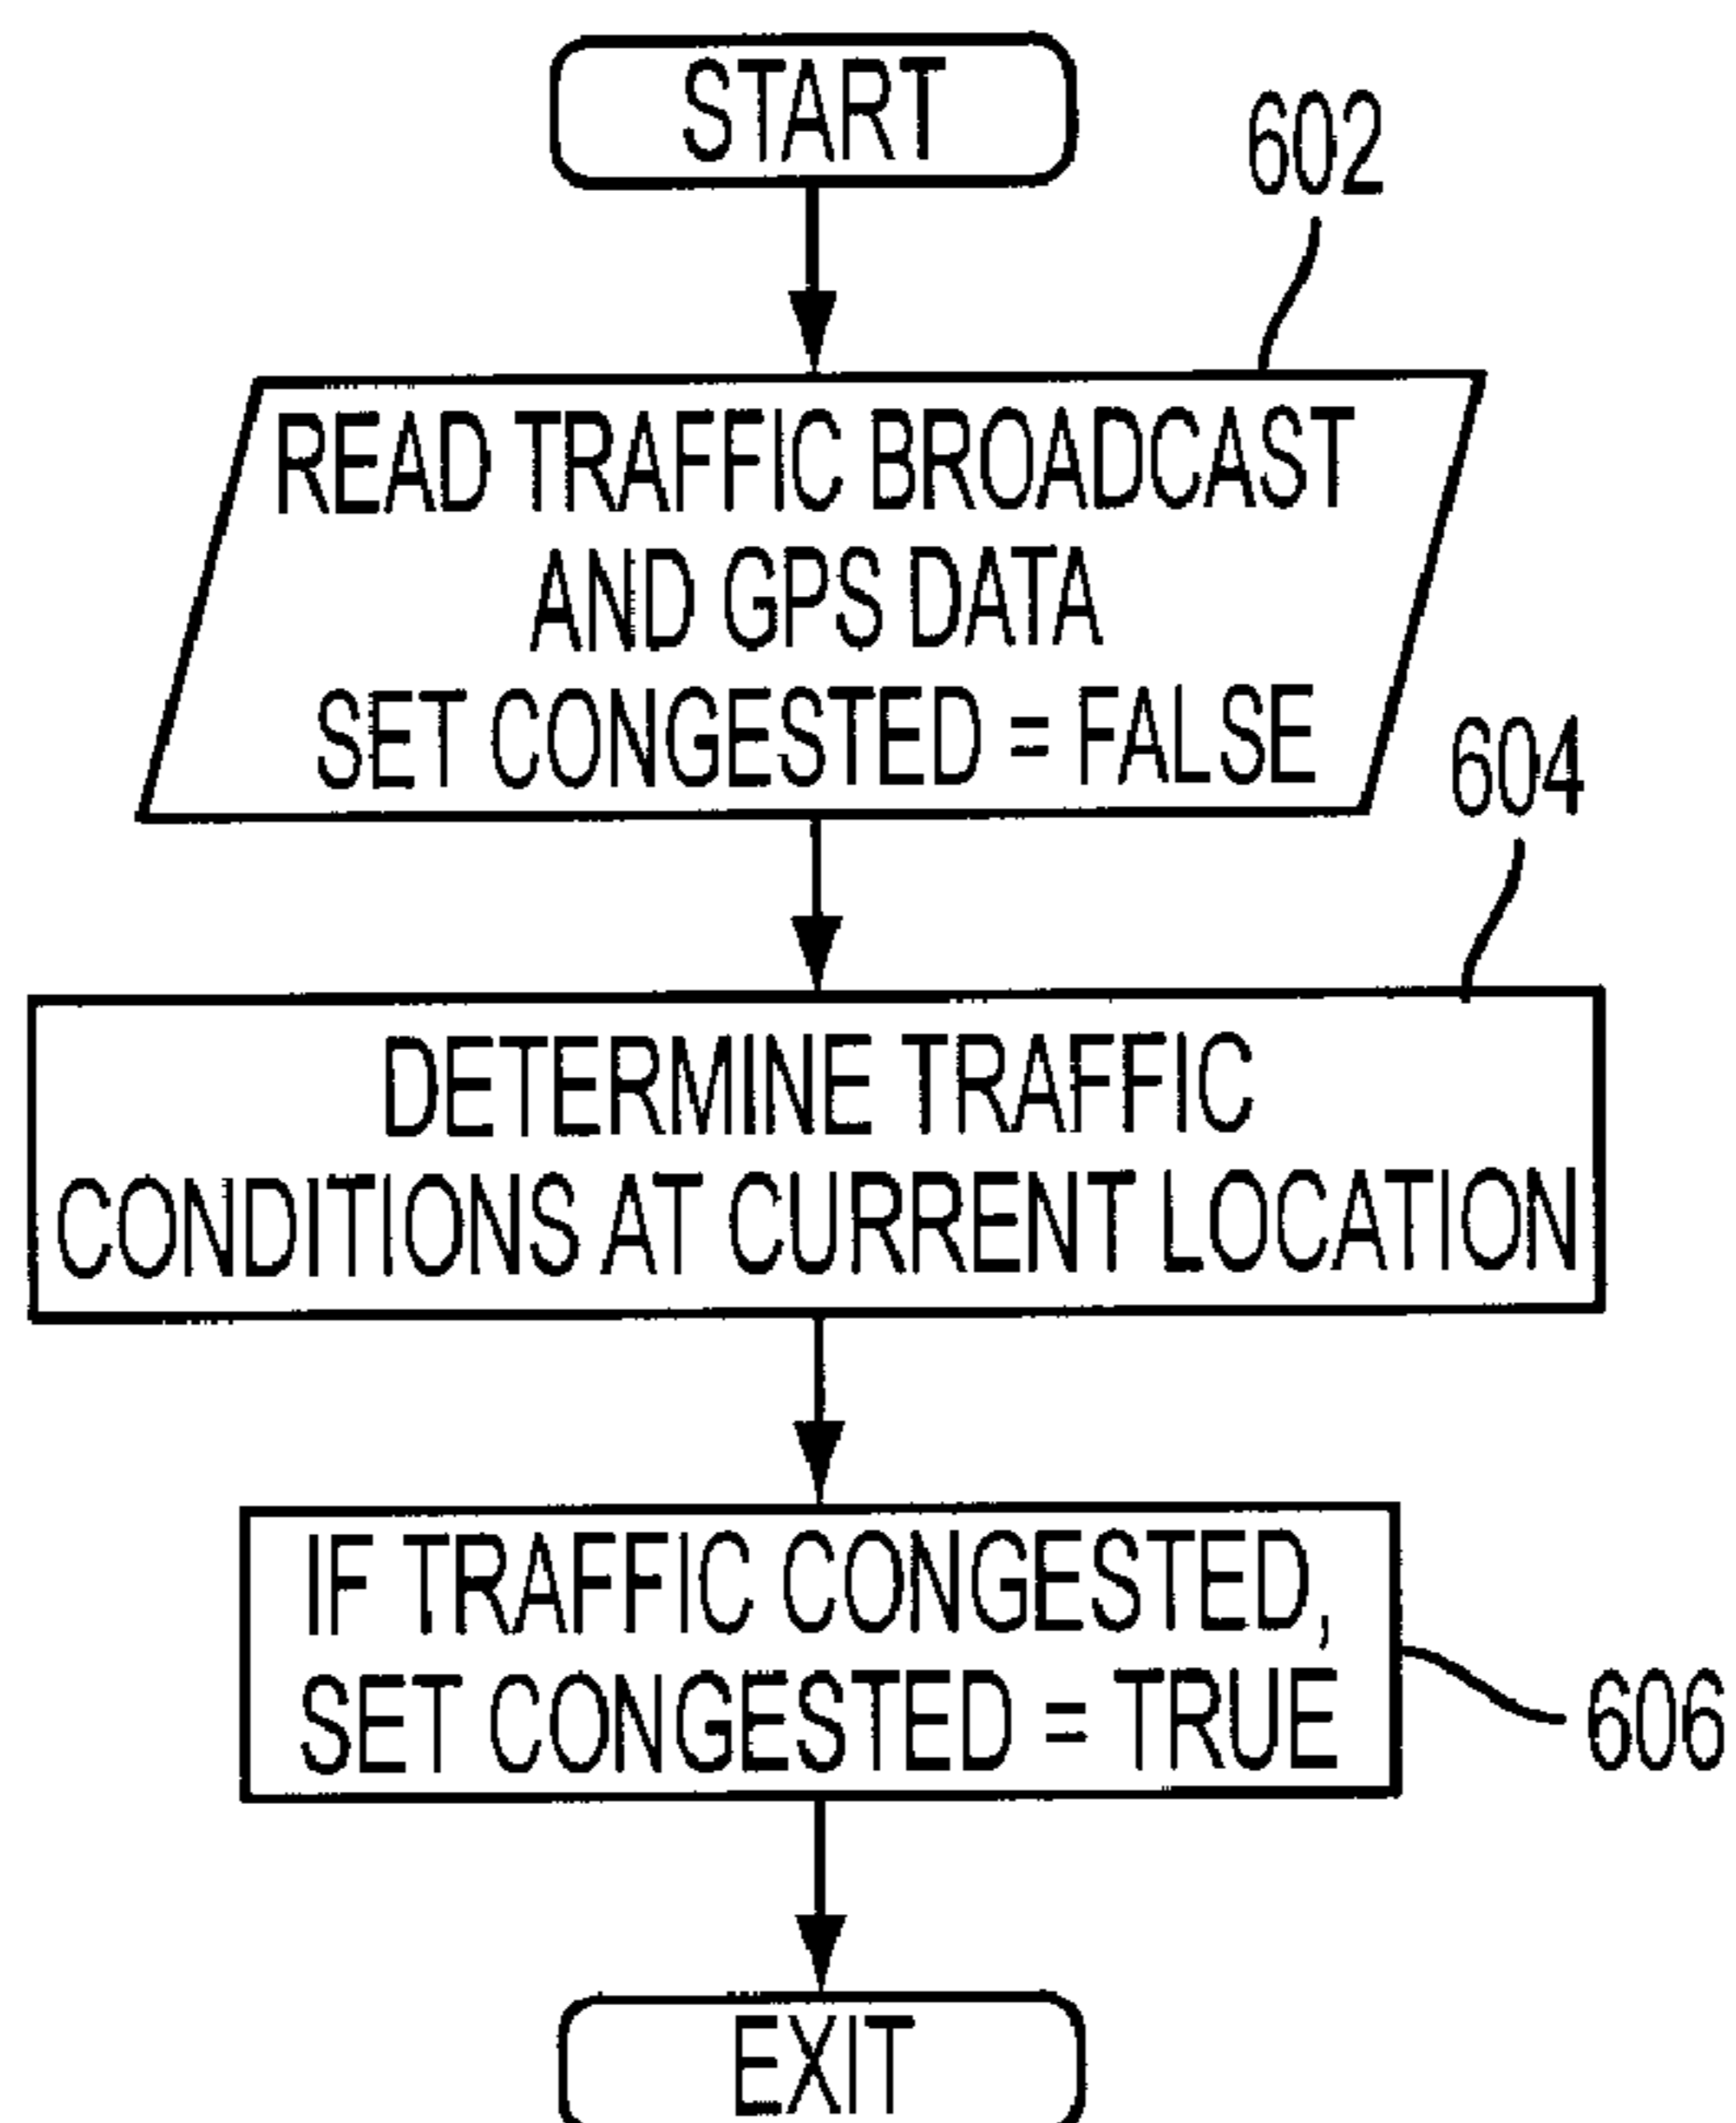 START
602
READ TRAFFIC BROADCAST
AND GPS DATA
SET CONGESTED = FALSE
604
DETERMINE TRAFFIC
CONDITIONS AT CURRENT LOCATION
IF TRAFFIC CONGESTED,
SET CONGESTED = TRUE
606
EXIT